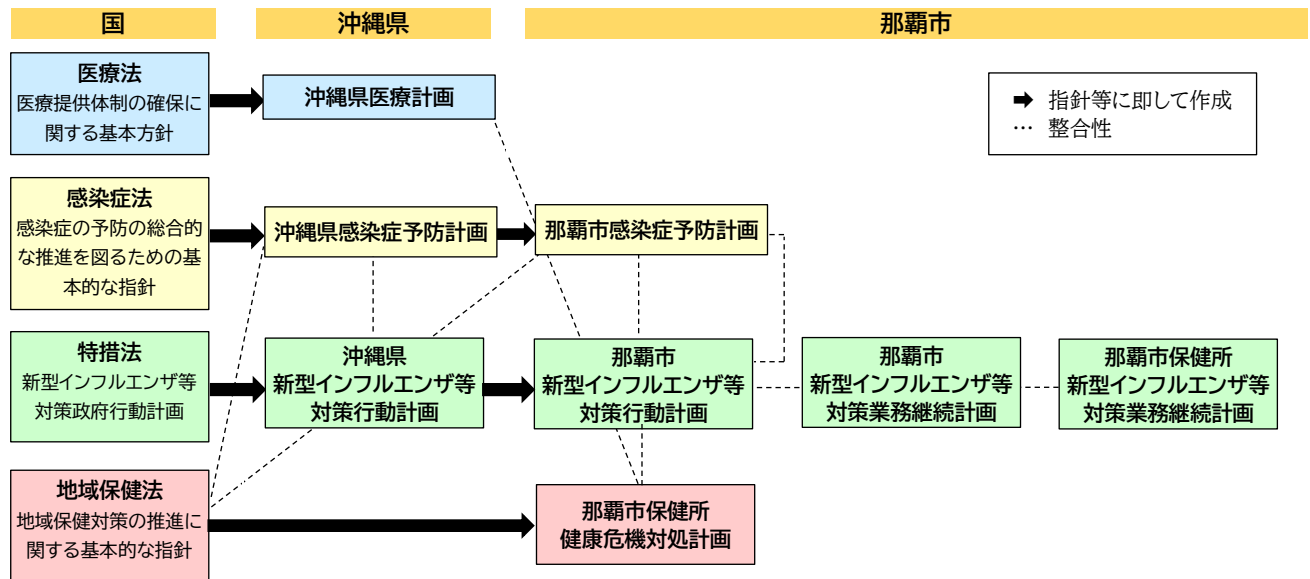 国
沖縄県
那覇市
医療法
医療提供体制の確保に
関する基本方針
沖縄県医療計画
➡ 指針等に即して作成
… 整合性
感染症法
感染症の予防の総合的
な推進を図るための基
本的な指針
沖縄県感染症予防計画
那覇市感染症予防計画
特措法
新型インフルエンザ等
対策政府行動計画
沖縄県
新型インフルエンザ等
対策行動計画
那覇市
新型インフルエンザ等
対策行動計画
那覇市
新型インフルエンザ等
対策業務継続計画
那覇市保健所
新型インフルエンザ等
対策業務継続計画
地域保健法
地域保健対策の推進に
関する基本的な指針
那覇市保健所
健康危機対処計画